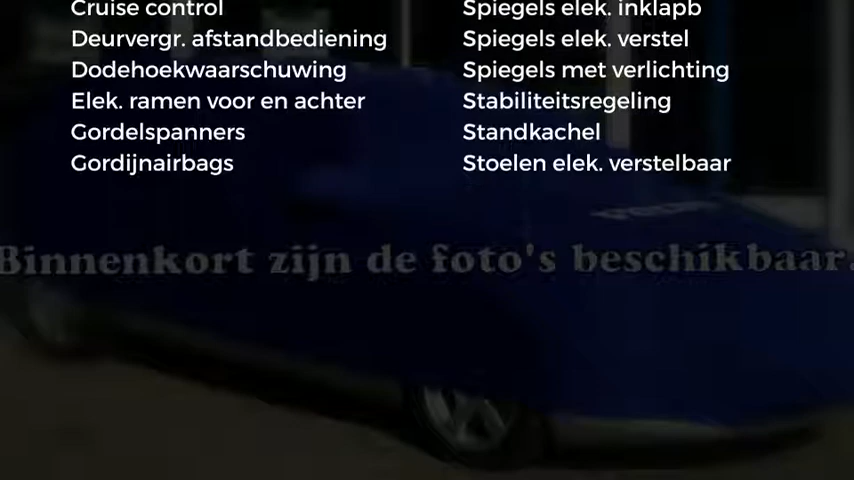 Cruise control
Deurvergr. afstandbediening
Dodehoekwaarschuwing
Elek. ramen voor en achter
Gordelspanners
Gordijnairbags
Spiegels elek. inklapb
Spiegels elek. verstel
Spiegels met verlichting
Stabiliteitsregeling
Standkachel
Stoelen elek. verstelbaar
Binnenkort zijn de foto's beschikbaar.